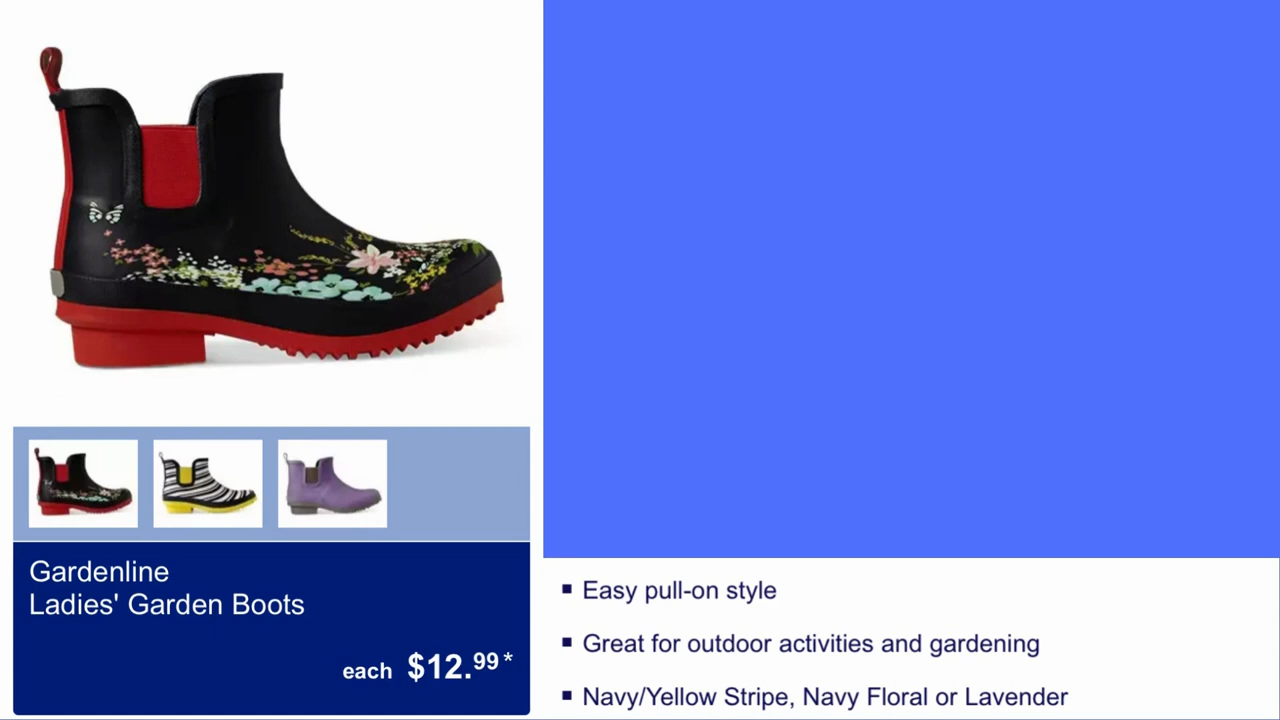 Gardenline
Ladies' Garden Boots
each $12.99*
▪ Easy pull-on style
▪ Great for outdoor activities and gardening
▪ Navy/Yellow Stripe, Navy Floral or Lavender